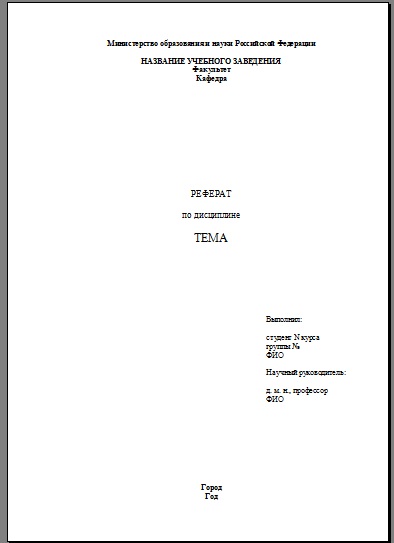 Министерство образования и науки Российской Федерации
НАЗВАНИЕ УЧЕБНОГО ЗАВЕДЕНИЯ
Факультет
Кафедра
РЕФЕРАТ
по дисциплине
ТЕМА
Выполнил:
студент N курса
группы №
ФИО
Научный руководитель:
д. м. н., профессор
ФИО
Город
Год